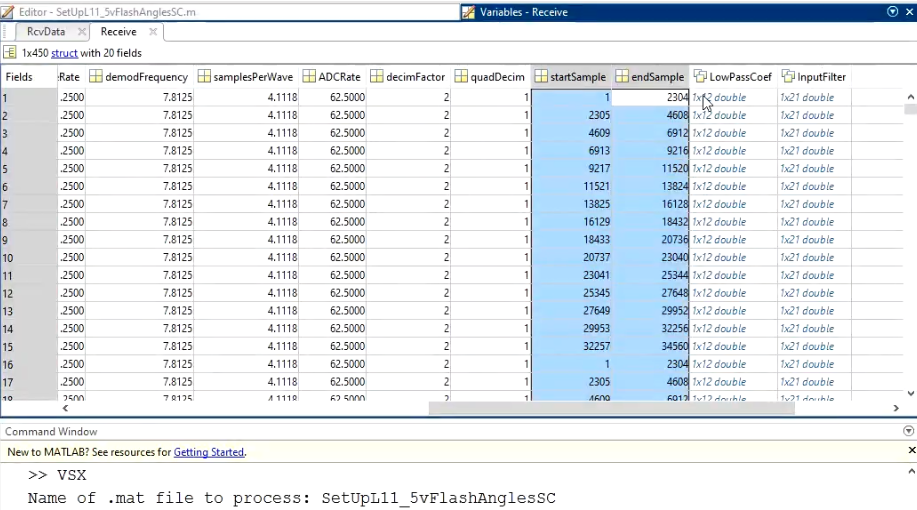 Editor - SetUpL11_5vFlashAnglesSC.m
Variables - Receive
RcvData Receive
1x450 struct with 20 fields
Fields :Rate demodFrequency samplesPerWave ADCRate decimFactor quadDecim startSample endSample LowPassCoef InputFilter
1 .2500 7.8125 4.1118 62.5000 2 1 1 2304 1x12 double 1x21 double
2 .2500 7.8125 4.1118 62.5000 2 1 2305 4608 1x12 double 1x21 double
3 .2500 7.8125 4.1118 62.5000 2 1 4609 6912 1x12 double 1x21 double
4 .2500 7.8125 4.1118 62.5000 2 1 6913 9216 1x12 double 1x21 double
5 .2500 7.8125 4.1118 62.5000 2 1 9217 11520 1x12 double 1x21 double
6 .2500 7.8125 4.1118 62.5000 2 1 11521 13824 1x12 double 1x21 double
7 .2500 7.8125 4.1118 62.5000 2 1 13825 16128 1x12 double 1x21 double
8 .2500 7.8125 4.1118 62.5000 2 1 16129 18432 1x12 double 1x21 double
9 .2500 7.8125 4.1118 62.5000 2 1 18433 20736 1x12 double 1x21 double
10 .2500 7.8125 4.1118 62.5000 2 1 20737 23040 1x12 double 1x21 double
11 .2500 7.8125 4.1118 62.5000 2 1 23041 25344 1x12 double 1x21 double
12 .2500 7.8125 4.1118 62.5000 2 1 25345 27648 1x12 double 1x21 double
13 .2500 7.8125 4.1118 62.5000 2 1 27649 29952 1x12 double 1x21 double
14 .2500 7.8125 4.1118 62.5000 2 1 29953 32256 1x12 double 1x21 double
15 .2500 7.8125 4.1118 62.5000 2 1 32257 34560 1x12 double 1x21 double
16 .2500 7.8125 4.1118 62.5000 2 1 1 2304 1x12 double 1x21 double
17 .2500 7.8125 4.1118 62.5000 2 1 2305 4608 1x12 double 1x21 double
18 .2500 7.8125 4.1118 62.5000 2 1 4609 6912 1x12 double 1x21 double
Command Window
New to MATLAB? See resources for Getting Started.
>> VSX
Name of .mat file to process: SetUpL11_5vFlashAnglesSC